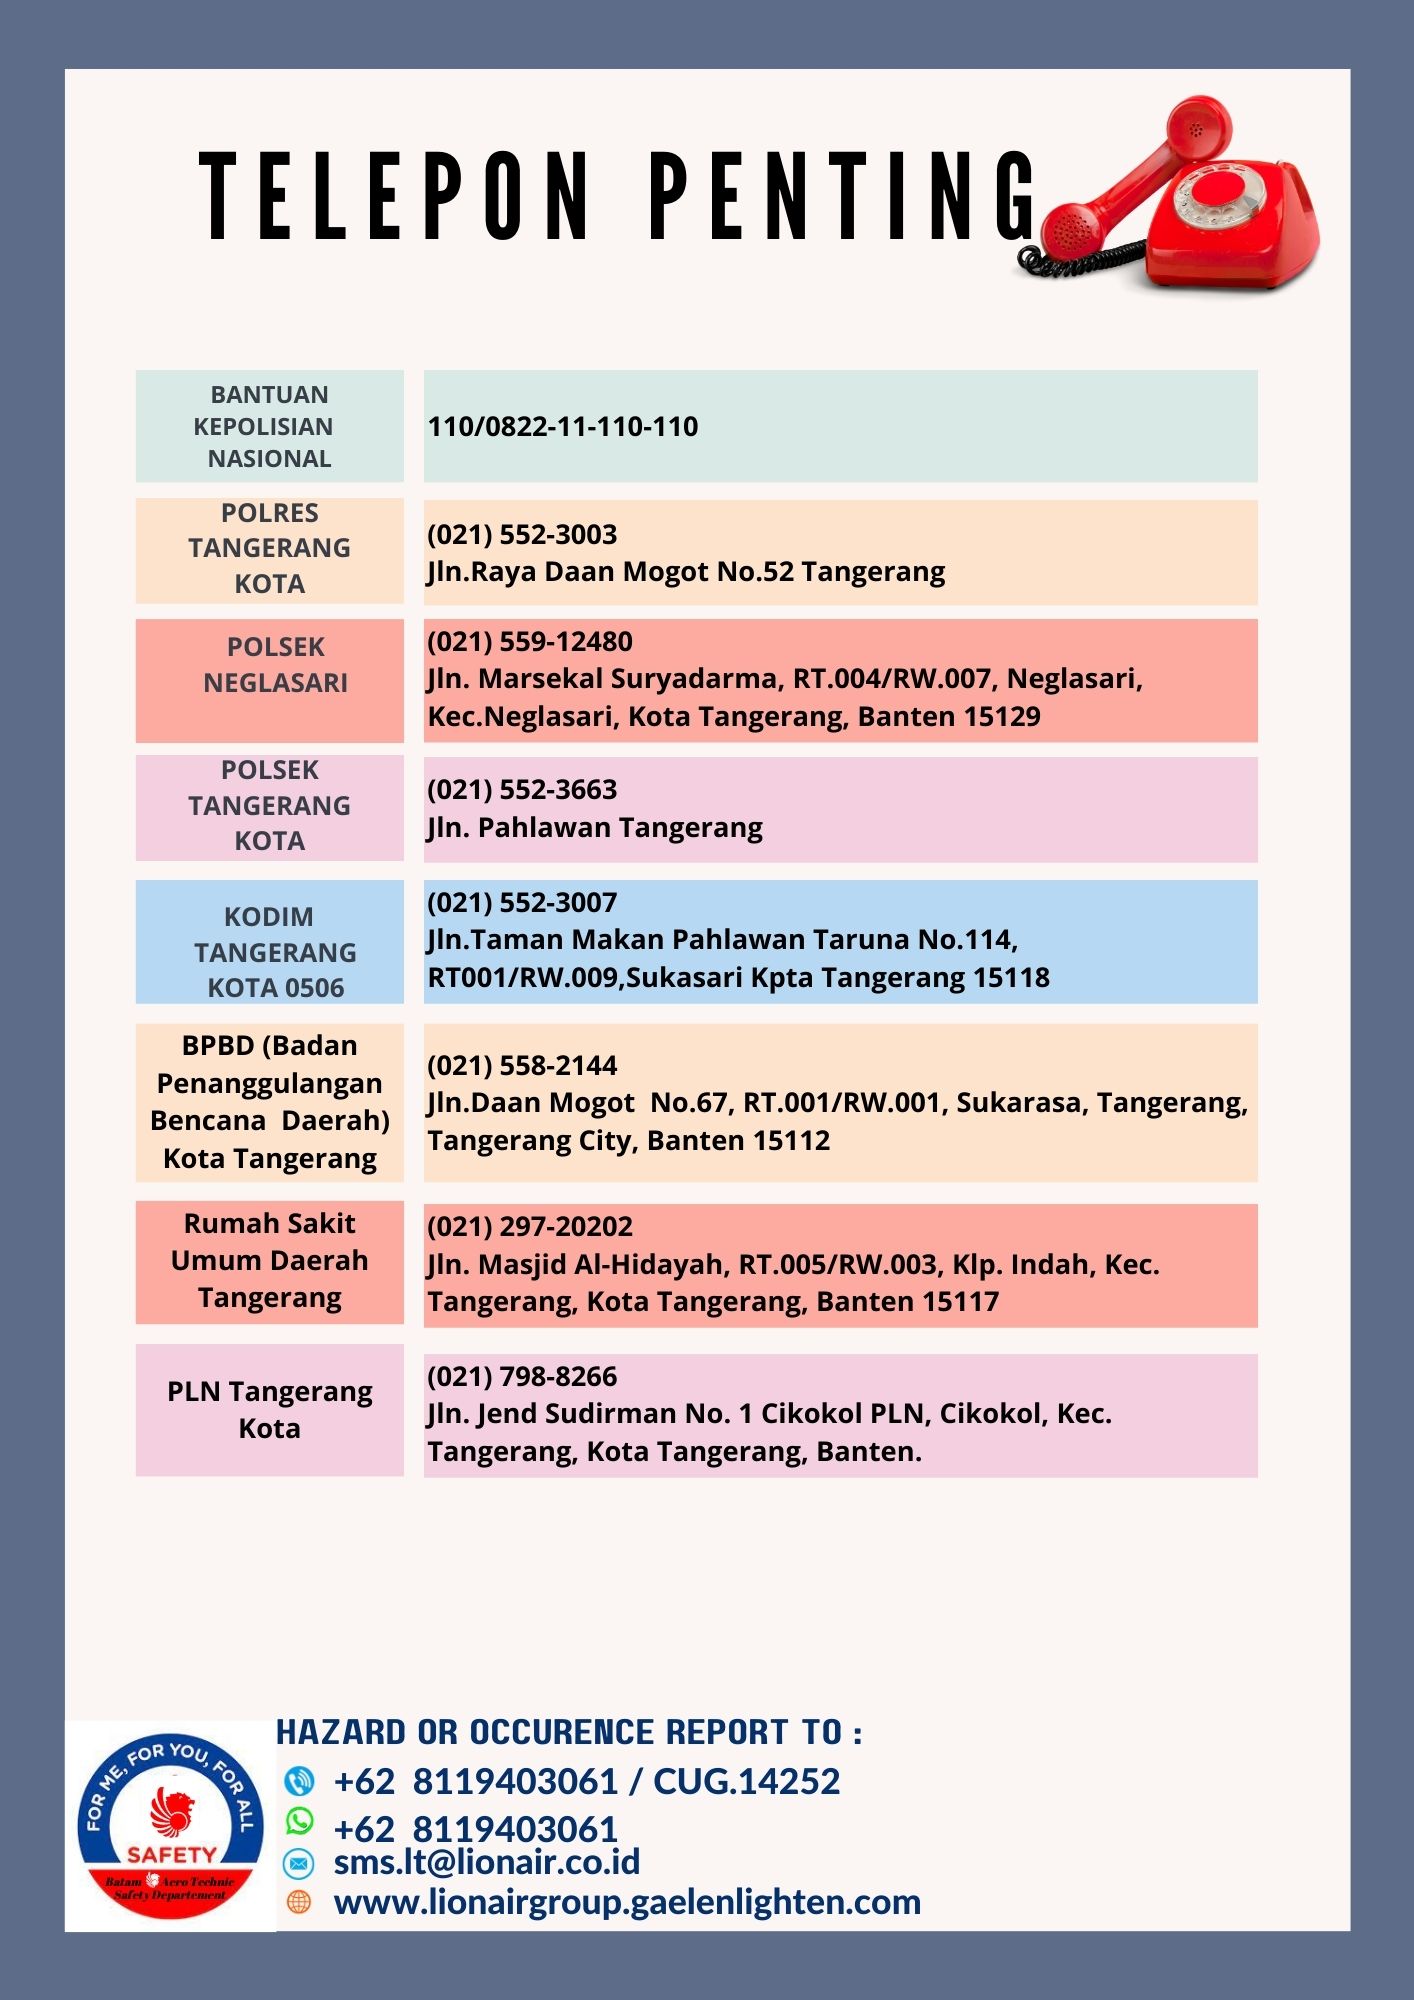 TELEPON PENTING
BANTUAN
KEPOLISIAN
NASIONAL
110/0822-11-110-110
POLRES
TANGERANG
KOTA
(021) 552-3003
Jln.Raya Daan Mogot No.52 Tangerang
POLSEK
NEGLASARI
(021) 559-12480
Jln. Marsekal Suryadarma, RT.004/RW.007, Neglasari,
Kec.Neglasari, Kota Tangerang, Banten 15129
POLSEK
TANGERANG
KOTA
(021) 552-3663
Jln. Pahlawan Tangerang
KODIM
TANGERANG
KOTA 0506
(021) 552-3007
Jln.Taman Makan Pahlawan Taruna No.114,
RT001/RW.009,Sukasari Kpta Tangerang 15118
BPBD (Badan
Penanggulangan
Bencana  Daerah)
Kota Tangerang
(021) 558-2144
Jln.Daan Mogot  No.67, RT.001/RW.001, Sukarasa, Tangerang,
Tangerang City, Banten 15112
Rumah Sakit
Umum Daerah
Tangerang
(021) 297-20202
Jln. Masjid Al-Hidayah, RT.005/RW.003, Klp. Indah, Kec.
Tangerang, Kota Tangerang, Banten 15117
PLN Tangerang
Kota
(021) 798-8266
Jln. Jend Sudirman No. 1 Cikokol PLN, Cikokol, Kec.
Tangerang, Kota Tangerang, Banten.
FOR ME, FOR YOU, FOR ALL
SAFETY
Batam Aero Technic
Safety Departement
HAZARD OR OCCURENCE REPORT TO :
+62  8119403061 / CUG.14252
+62  8119403061
sms.lt@lionair.co.id
www.lionairgroup.gaelenlighten.com